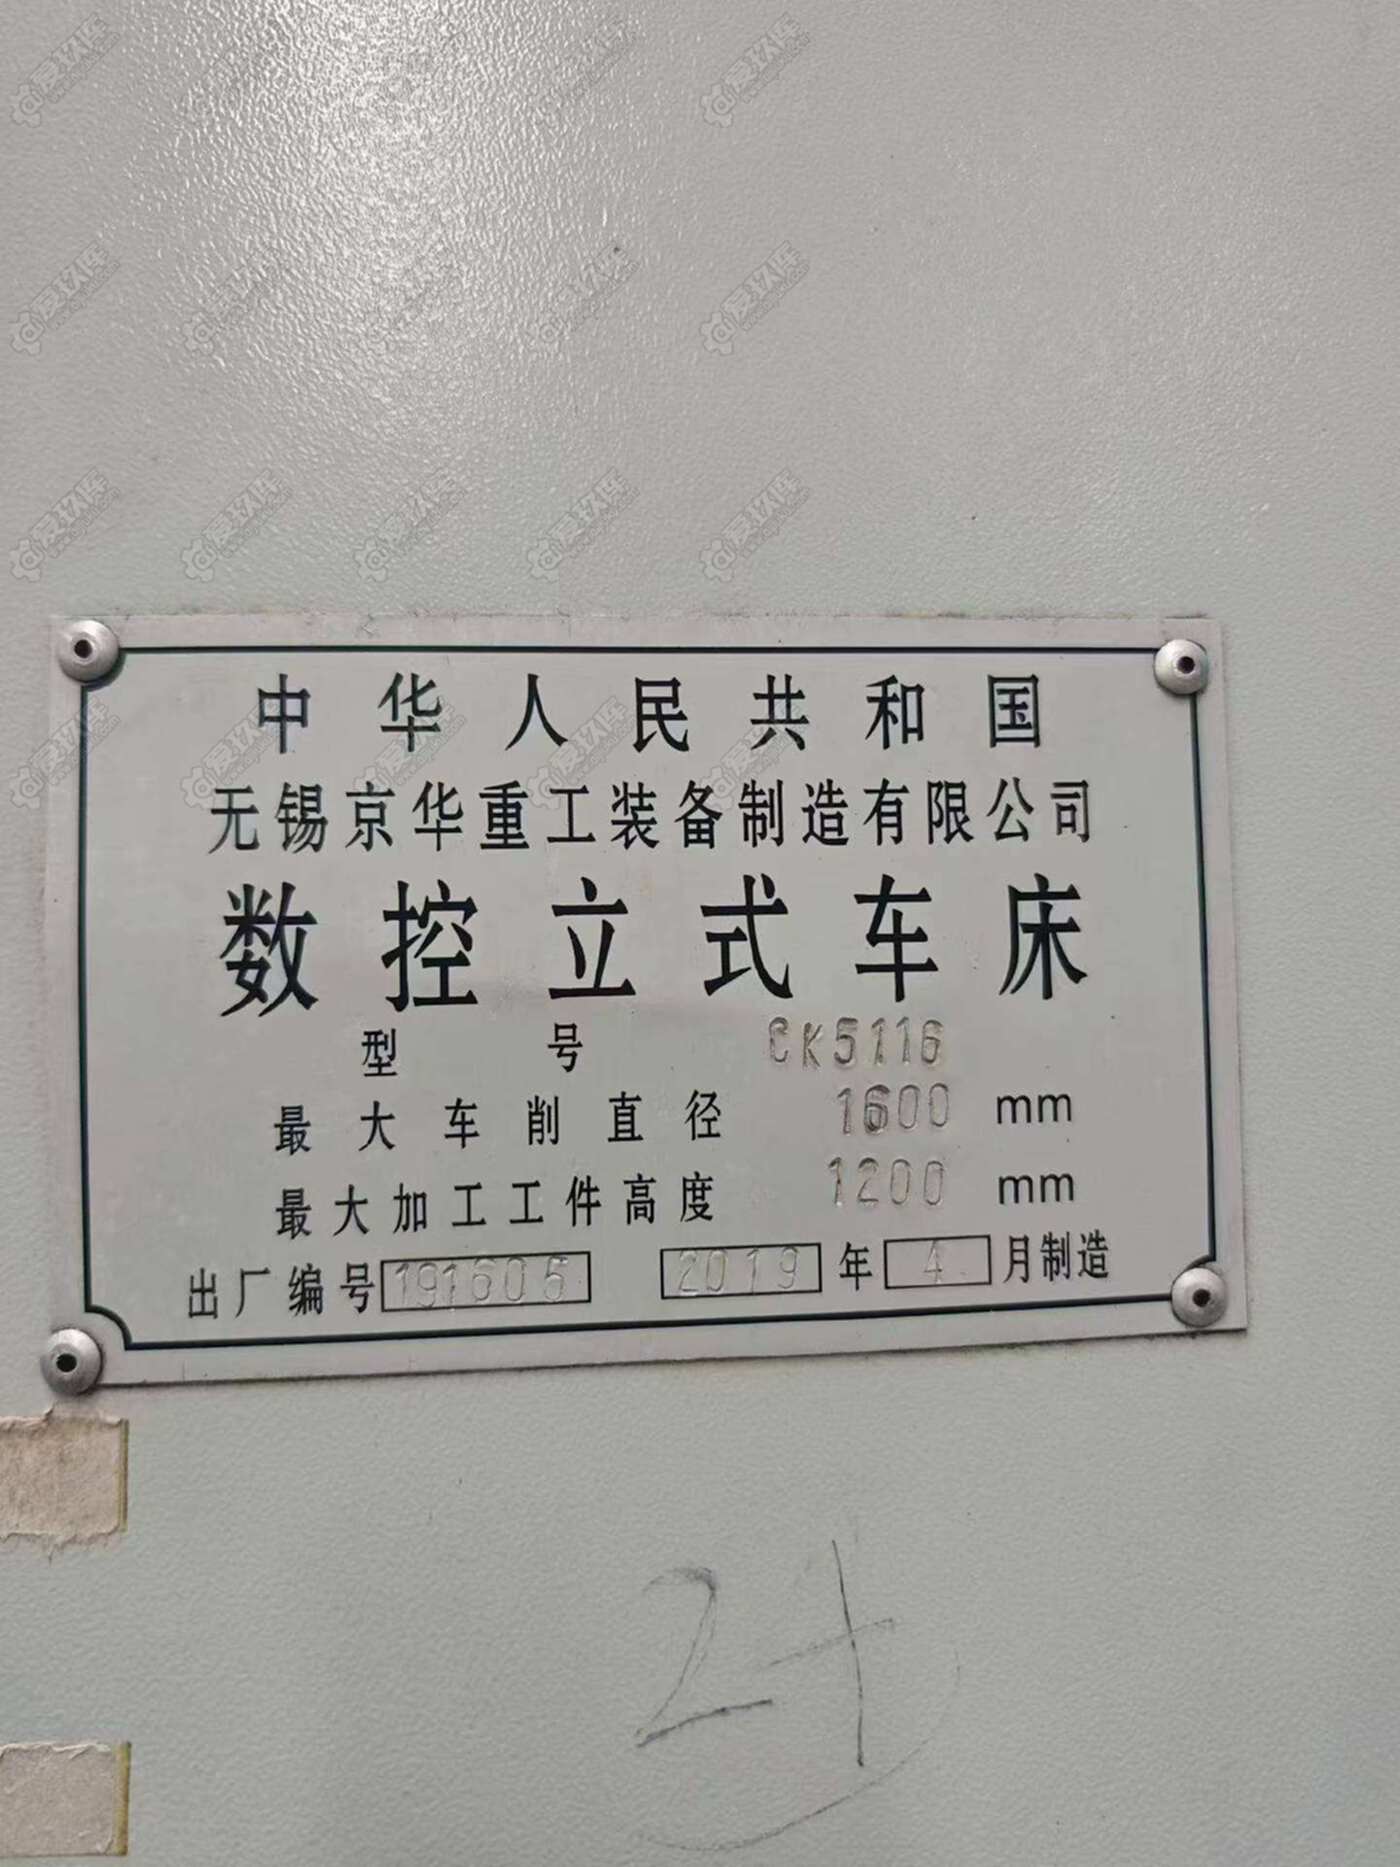 中华人民共和国
无锡京华重工装备制造有限公司
数控立式车床
型号 CK5116
最大车削直径 1600 mm
最大加工工件高度 1200 mm
出厂编号 191605 2019 年 4 月制造